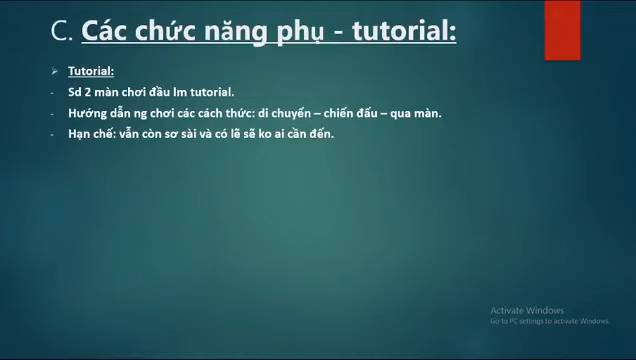 C. Các chức năng phụ - tutorial:
Tutorial:
- Sd 2 màn chơi đầu lm tutorial.
- Hướng dẫn ng chơi các cách thức: di chuyển – chiến đấu – qua màn.
- Hạn chế: vẫn còn sơ sài và có lẽ sẽ ko ai cần đến.
Activate Windows
Go to PC settings to activate Windows.